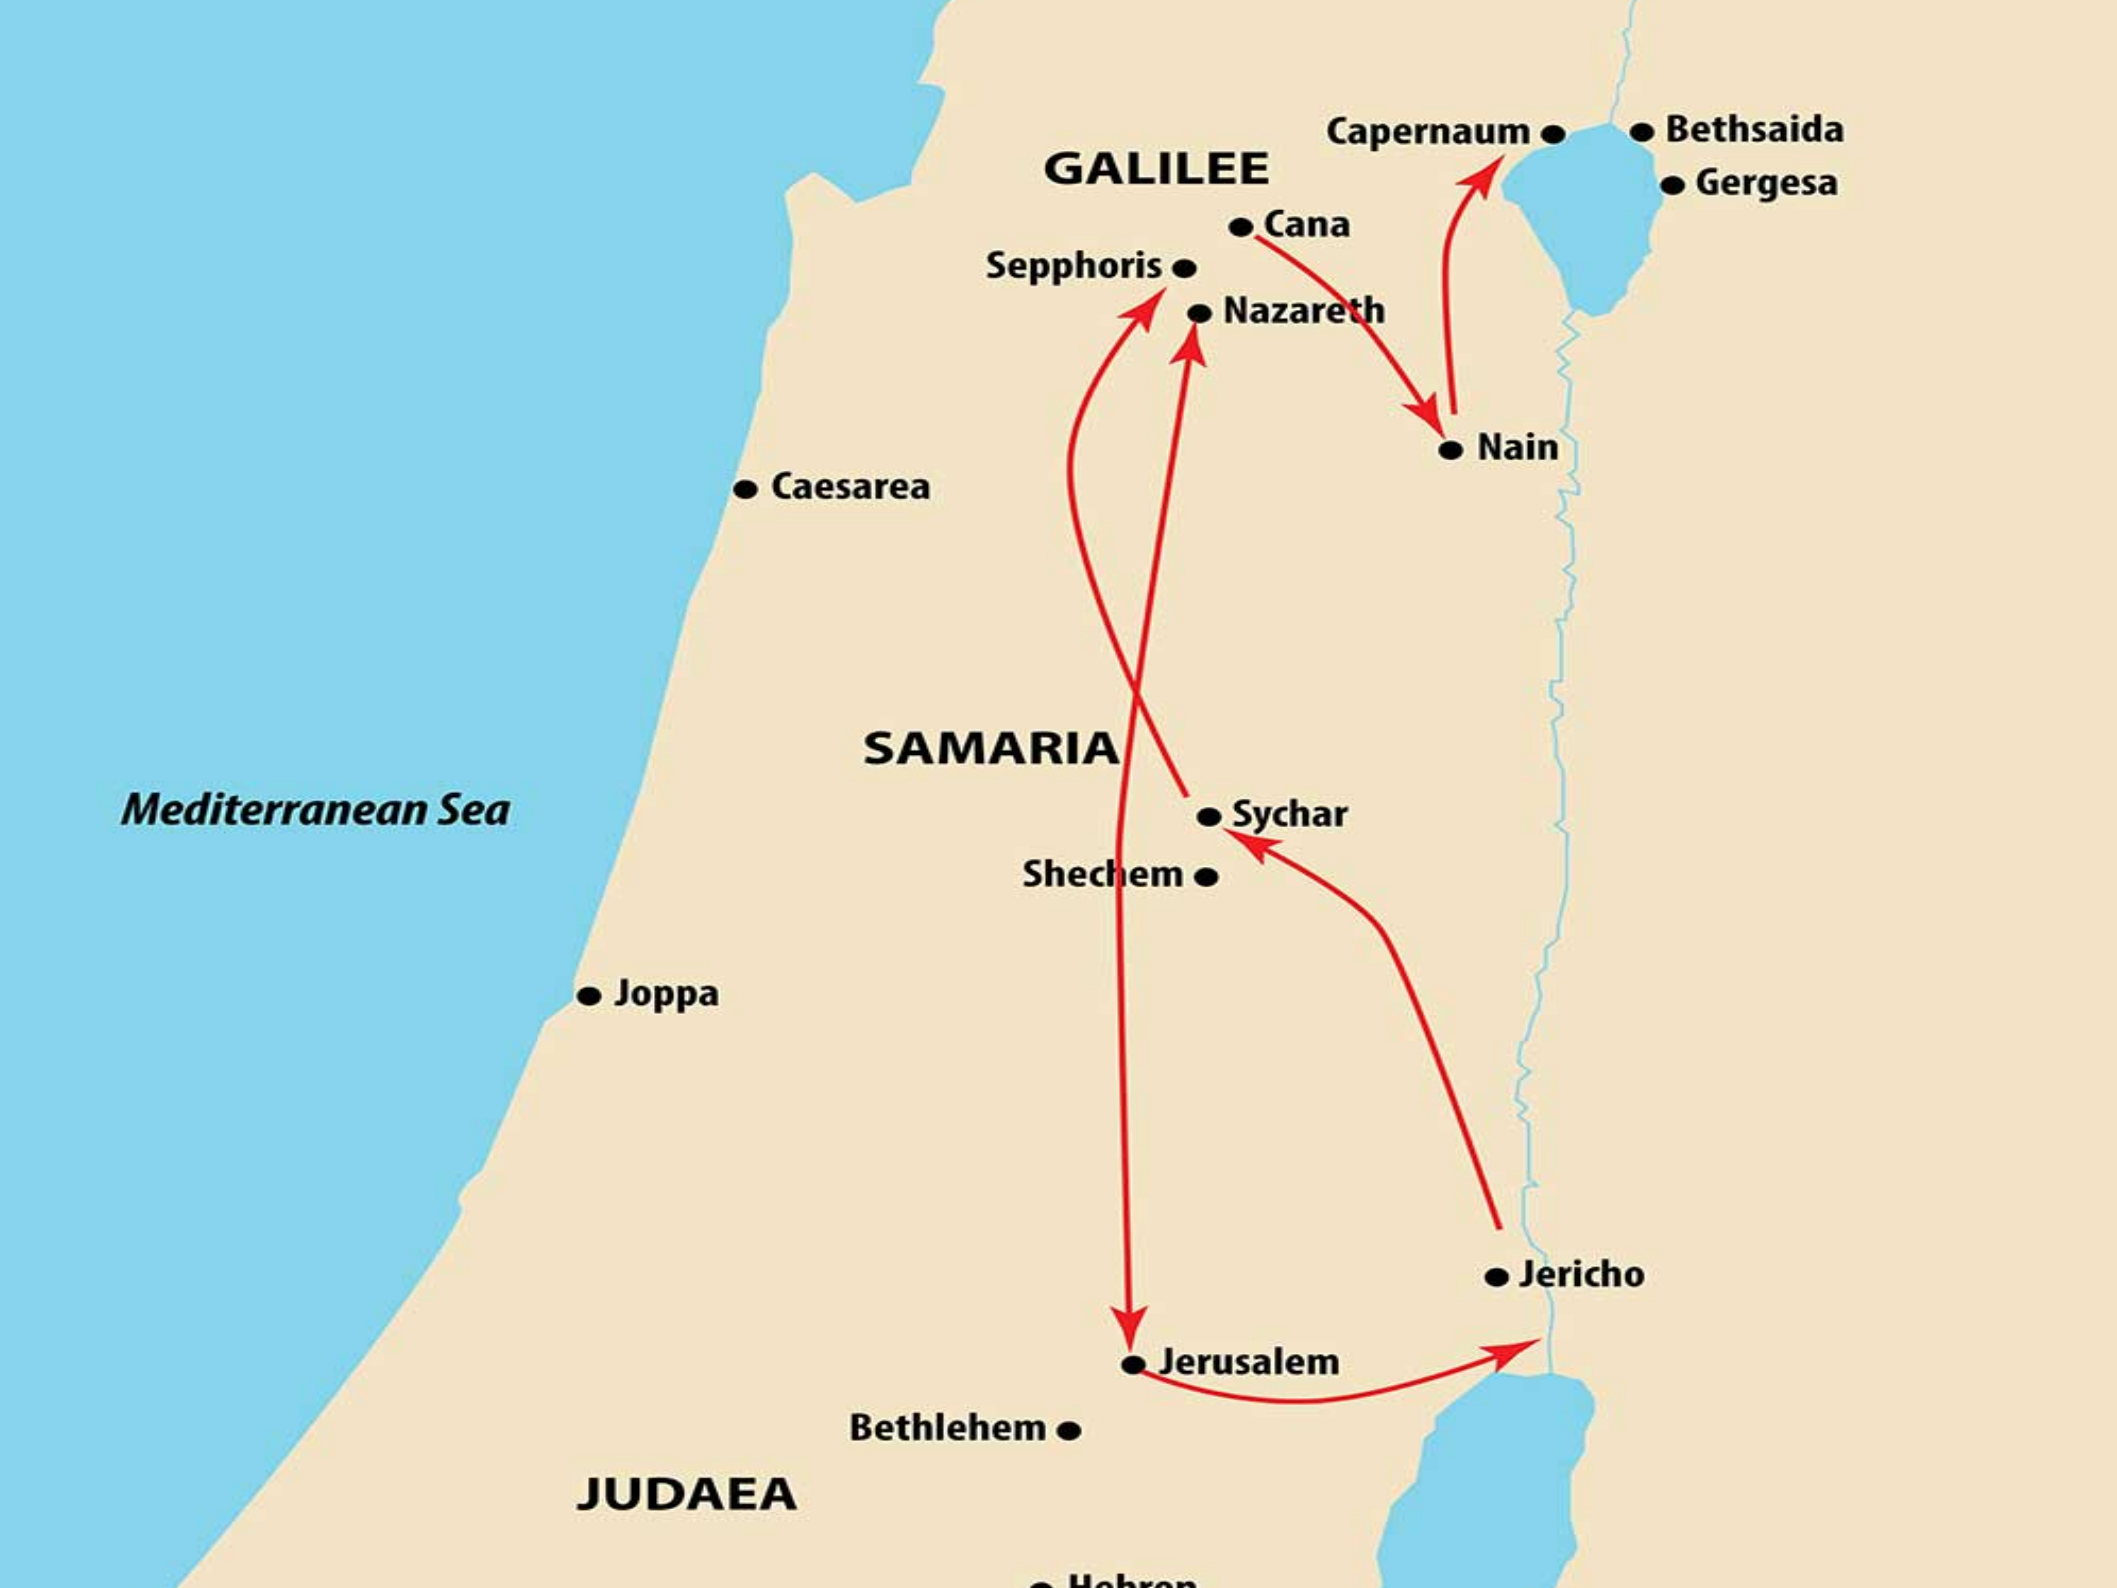 Capernaum
Bethsaida
GALILEE
Gergesa
Cana
Sepphoris
Nazareth
Nain
Caesarea
SAMARIA
Mediterranean Sea
Sychar
Shechem
Joppa
Jericho
Jerusalem
Bethlehem
JUDAEA
Hebron